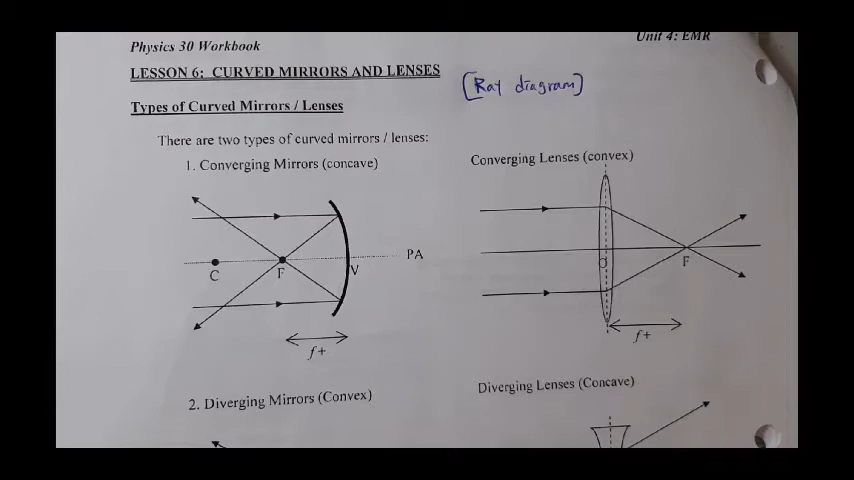 Physics 30 Workbook
Unit 4: EMR
LESSON 6: CURVED MIRRORS AND LENSES
[Ray diagram]
Types of Curved Mirrors / Lenses
There are two types of curved mirrors / lenses:
1. Converging Mirrors (concave)
Converging Lenses (convex)
C
F
V
PA
f+
O
F
f+
2. Diverging Mirrors (Convex)
Diverging Lenses (Concave)